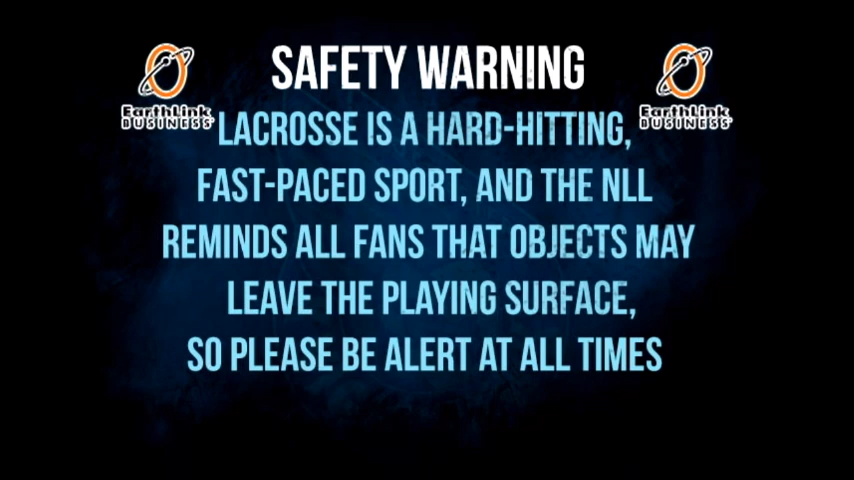 SAFETY WARNING
EarthLink
BUSINESS
EarthLink
BUSINESS
LACROSSE IS A HARD-HITTING,
FAST-PACED SPORT, AND THE NLL
REMINDS ALL FANS THAT OBJECTS MAY
LEAVE THE PLAYING SURFACE,
SO PLEASE BE ALERT AT ALL TIMES